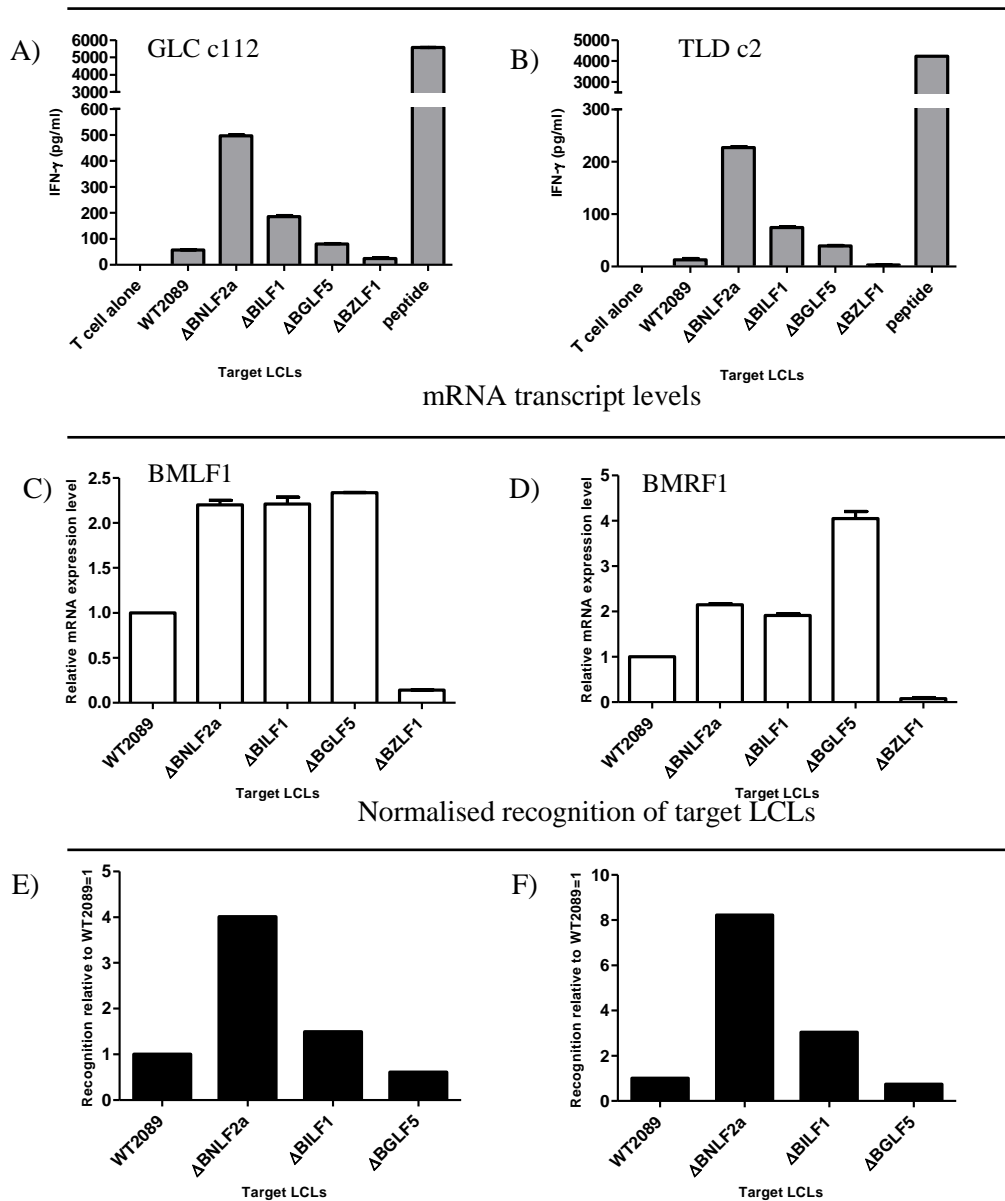 A)
GLC c112
IFN-γ (pg/ml)
6000
5000
4000
3000
600
500
400
300
200
100
0
T cell alone
WT2089
ΔBNLF2a
ΔBILF1
ΔBGLF5
ΔBZLF1
peptide
Target LCLs
B)
TLD c2
IFN-γ (pg/ml)
5000
4000
3000
300
200
100
0
T cell alone
WT2089
ΔBNLF2a
ΔBILF1
ΔBGLF5
ΔBZLF1
peptide
Target LCLs
mRNA transcript levels
C)
BMLF1
Relative mRNA expression level
2.5
2.0
1.5
1.0
0.5
0.0
WT2089
ΔBNLF2a
ΔBILF1
ΔBGLF5
ΔBZLF1
Target LCLs
D)
BMRF1
Relative mRNA expression level
5
4
3
2
1
0
WT2089
ΔBNLF2a
ΔBILF1
ΔBGLF5
ΔBZLF1
Target LCLs
Normalised recognition of target LCLs
E)
Recognition relative to WT2089=1
5
4
3
2
1
0
WT2089
ΔBNLF2a
ΔBILF1
ΔBGLF5
Target LCLs
F)
Recognition relative to WT2089=1
10
8
6
4
2
0
WT2089
ΔBNLF2a
ΔBILF1
ΔBGLF5
Target LCLs